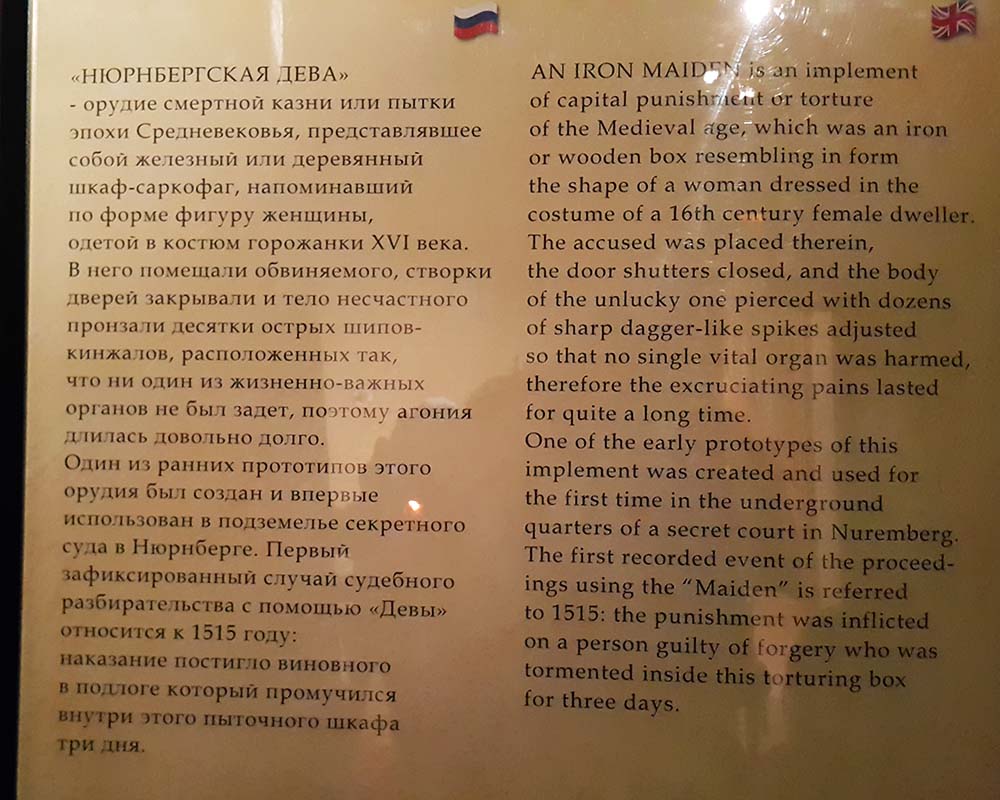 «НЮРНБЕРГСКАЯ ДЕВА»
- орудие смертной казни или пытки
эпохи Средневековья, представлявшее
собой железный или деревянный
шкаф-саркофаг, напоминавший
по форме фигуру женщины,
одетой в костюм горожанки XVI века.
В него помещали обвиняемого, створки
дверей закрывали и тело несчастного
пронзали десятки острых шипов-
кинжалов, расположенных так,
что ни один из жизненно-важных
органов не был задет, поэтому агония
длилась довольно долго.
Один из ранних прототипов этого
орудия был создан и впервые
использован в подземелье секретного
суда в Нюрнберге. Первый
зафиксированный случай судебного
разбирательства с помощью «Девы»
относится к 1515 году:
наказание постигло виновного
в подлоге который промучился
внутри этого пыточного шкафа
три дня.
AN IRON MAIDEN is an implement
of capital punishment or torture
of the Medieval age, which was an iron
or wooden box resembling in form
the shape of a woman dressed in the
costume of a 16th century female dweller.
The accused was placed therein,
the door shutters closed, and the body
of the unlucky one pierced with dozens
of sharp dagger-like spikes adjusted
so that no single vital organ was harmed,
therefore the excruciating pains lasted
for quite a long time.
One of the early prototypes of this
implement was created and used for
the first time in the underground
quarters of a secret court in Nuremberg.
The first recorded event of the proceed-
ings using the “Maiden” is referred
to 1515: the punishment was inflicted
on a person guilty of forgery who was
tormented inside this torturing box
for three days.